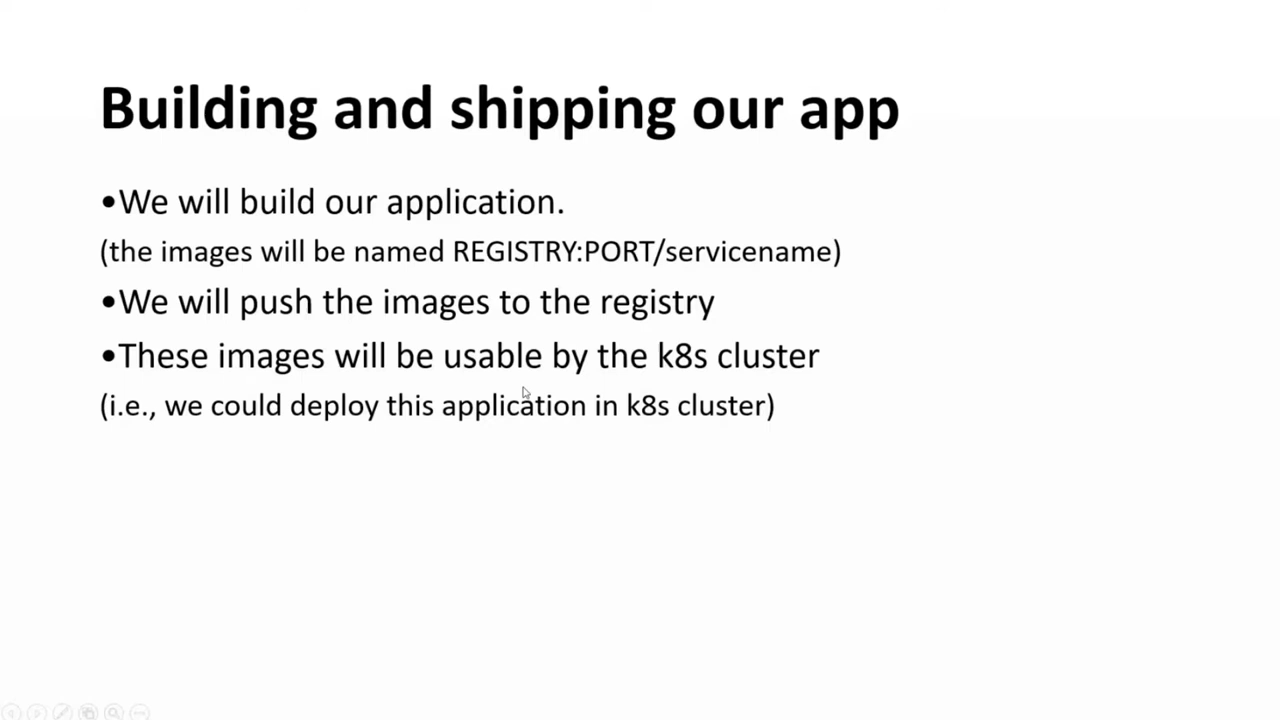 Building and shipping our app
•We will build our application.
(the images will be named REGISTRY:PORT/servicename)
•We will push the images to the registry
•These images will be usable by the k8s cluster
(i.e., we could deploy this application in k8s cluster)